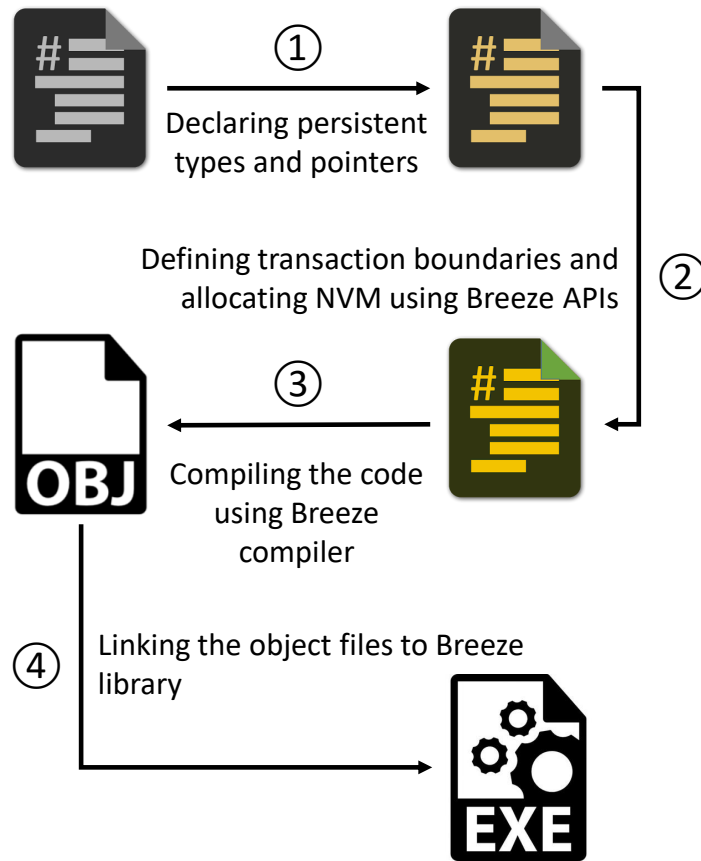 #
#
①
Declaring persistent
types and pointers
Defining transaction boundaries and
allocating NVM using Breeze APIs
②
OBJ
③
#
Compiling the code
using Breeze
compiler
④
Linking the object files to Breeze
library
EXE